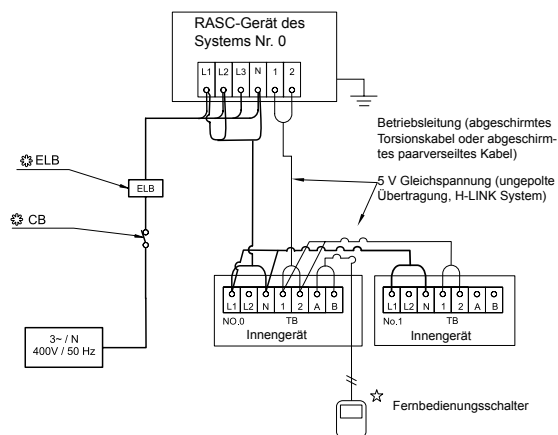 RASC-Gerät des
Systems Nr. 0
L1 L2 L3 N 1 2
Betriebsleitung (abgeschirmtes
Torsionskabel oder abgeschirm-
tes paarverseiltes Kabel)
ELB
ELB
5 V Gleichspannung (ungepolte
Übertragung, H-LINK System)
CB
L1 L2 N 1 2 A B
NO.0 TB
Innengerät
L1 L2 N 1 2 A B
No.1 TB
Innengerät
3~ / N
400V / 50 Hz
Fernbedienungsschalter